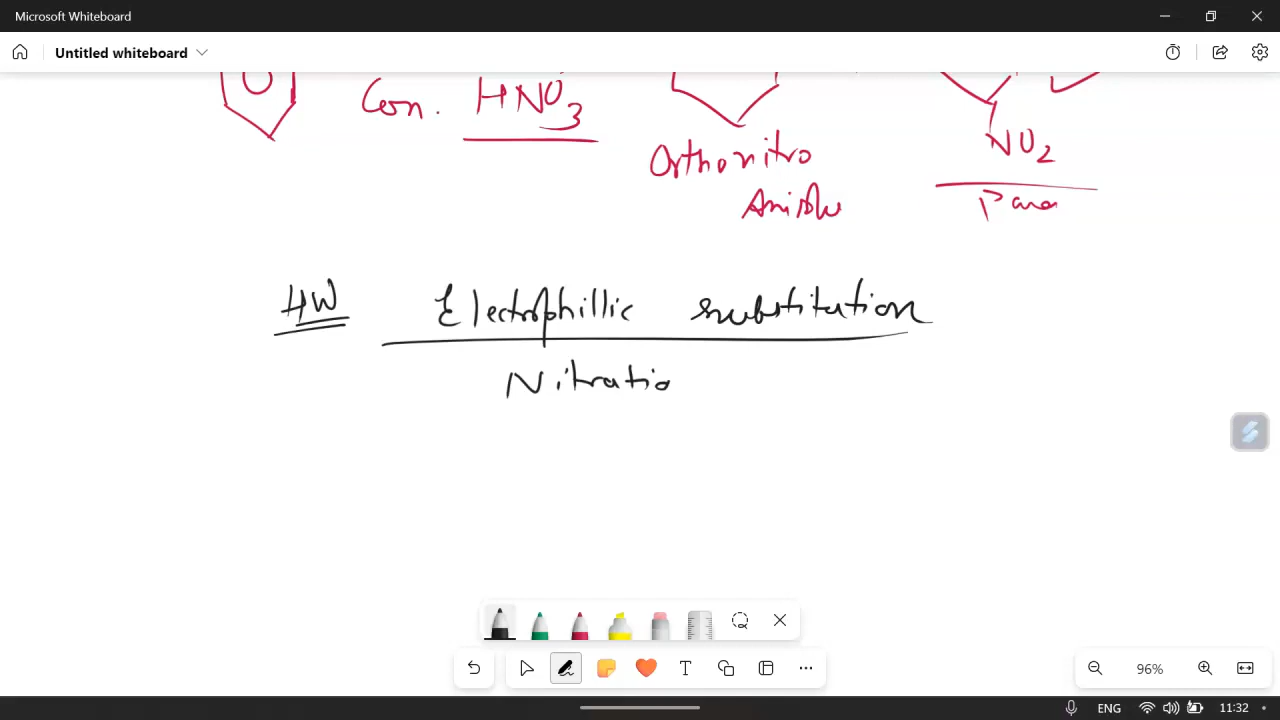 Microsoft Whiteboard
Untitled whiteboard
Con. HNO3
NO2
Orthonitro
Anisole
Para
HW Electrophillic substitution
Nitratio
T
96%
ENG 11:32